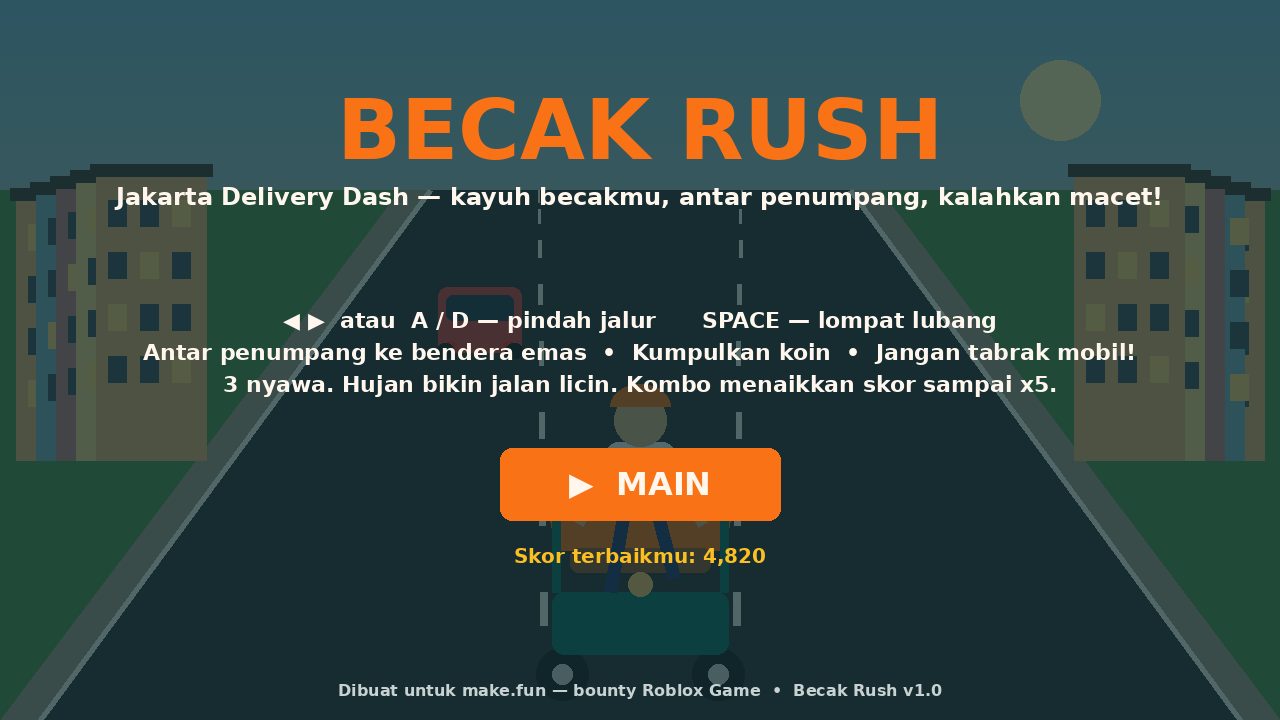 BECAK RUSH
Jakarta Delivery Dash — kayuh becakmu, antar penumpang, kalahkan macet!
◀ ▶ atau A / D — pindah jalur SPACE — lompat lubang
Antar penumpang ke bendera emas • Kumpulkan koin • Jangan tabrak mobil!
3 nyawa. Hujan bikin jalan licin. Kombo menaikkan skor sampai x5.
▶ MAIN
Skor terbaikmu: 4,820
Dibuat untuk make.fun — bounty Roblox Game • Becak Rush v1.0